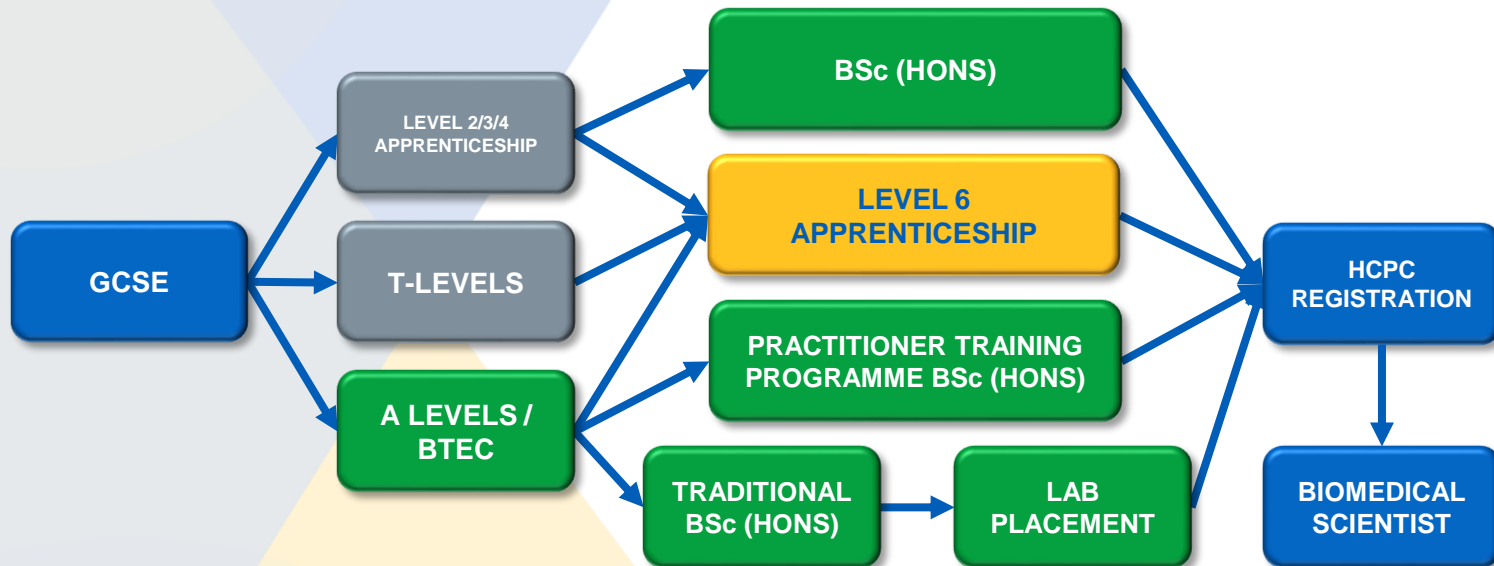 BSc (HONS)
LEVEL 2/3/4
APPRENTICESHIP
LEVEL 6
APPRENTICESHIP
GCSE
T-LEVELS
HCPC
REGISTRATION
PRACTITIONER TRAINING
PROGRAMME BSc (HONS)
A LEVELS /
BTEC
TRADITIONAL
BSc (HONS)
LAB
PLACEMENT
BIOMEDICAL
SCIENTIST